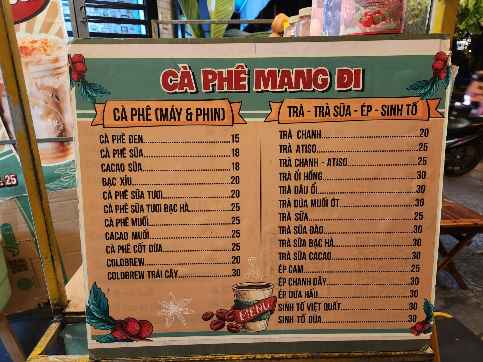 CÀ PHÊ MANG ĐI
CÀ PHÊ (MÁY & PHIN)
CÀ PHÊ ĐEN 15
CÀ PHÊ SỮA 18
CACAO SỮA 18
BẠC XỈU 20
CÀ PHÊ SỮA TƯƠI 20
CÀ PHÊ SỮA TƯƠI BẠC HÀ 25
CÀ PHÊ MUỐI 25
CACAO MUỐI 25
CÀ PHÊ CỐT DỪA 25
COLDBREW 20
COLDBREW TRÁI CÂY 30
TRÀ - TRÀ SỮA - ÉP - SINH TỐ
TRÀ CHANH 20
TRÀ ATISO 25
TRÀ CHANH - ATISO 25
TRÀ ỔI HỒNG 30
TRÀ DÂU ỔI 30
TRÀ DỨA MUỐI ỚT 30
TRÀ SỮA 25
TRÀ SỮA ĐÀO 30
TRÀ SỮA BẠC HÀ 30
TRÀ SỮA CACAO 30
ÉP CAM 25
ÉP CHANH DÂY 30
ÉP DƯA HẤU 30
SINH TỐ VIỆT QUẤT 30
SINH TỐ DỪA 30
MENU
25